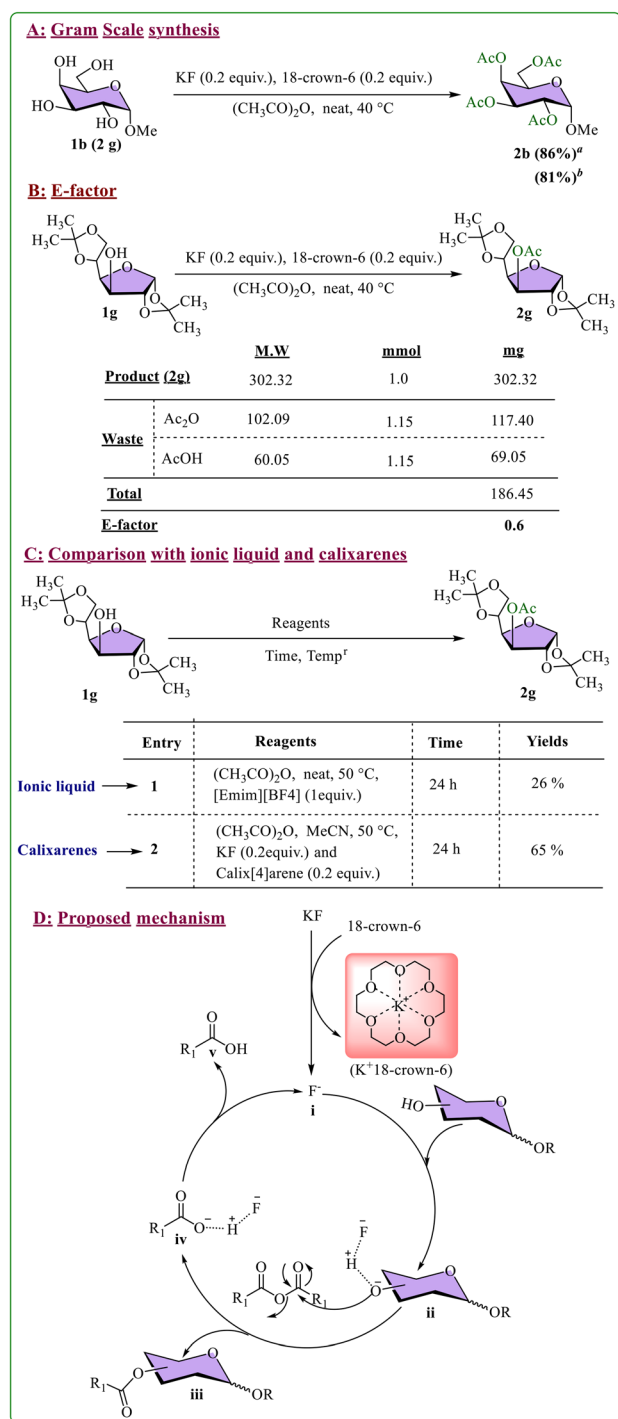 A: Gram Scale synthesis
OH
OH
O
HO
HO
OMe
1b (2 g)
KF (0.2 equiv.), 18-crown-6 (0.2 equiv.)
(CH₃CO)₂O, neat, 40 °C
AcO
OAc
O
AcO
AcO
OMe
2b (86%)ᵃ
(81%)ᵇ
B: E-factor
H₃C
H₃C
O
O
OH
O
O
O
CH₃
CH₃
1g
KF (0.2 equiv.), 18-crown-6 (0.2 equiv.)
(CH₃CO)₂O, neat, 40 °C
H₃C
H₃C
O
O
OAc
O
O
O
CH₃
CH₃
2g
M.W mmol mg
Product (2g) 302.32 1.0 302.32
Waste
Ac₂O 102.09 1.15 117.40
AcOH 60.05 1.15 69.05
Total 186.45
E-factor 0.6
C: Comparison with ionic liquid and calixarenes
H₃C
H₃C
O
O
OH
O
O
O
CH₃
CH₃
1g
Reagents
Time, Tempʳ
H₃C
H₃C
O
O
OAc
O
O
O
CH₃
CH₃
2g
Entry Reagents Time Yields
Ionic liquid 1 (CH₃CO)₂O, neat, 50 °C, 24 h 26 %
[Emim][BF4] (1equiv.)
Calixarenes 2 (CH₃CO)₂O, MeCN, 50 °C, 24 h 65 %
KF (0.2equiv.) and
Calix[4]arene (0.2 equiv.)
D: Proposed mechanism
KF
18-crown-6
O
O
O
K⁺
O
O
O
(K⁺18-crown-6)
O
R₁
OH
v
F⁻
i
HO
O
OR
O
R₁
O⁻
H⁺
F⁻
iv
O
O
R₁
O
R₁
F⁻
H⁺
O⁻
O
OR
ii
R₁
O
O
O
OR
iii